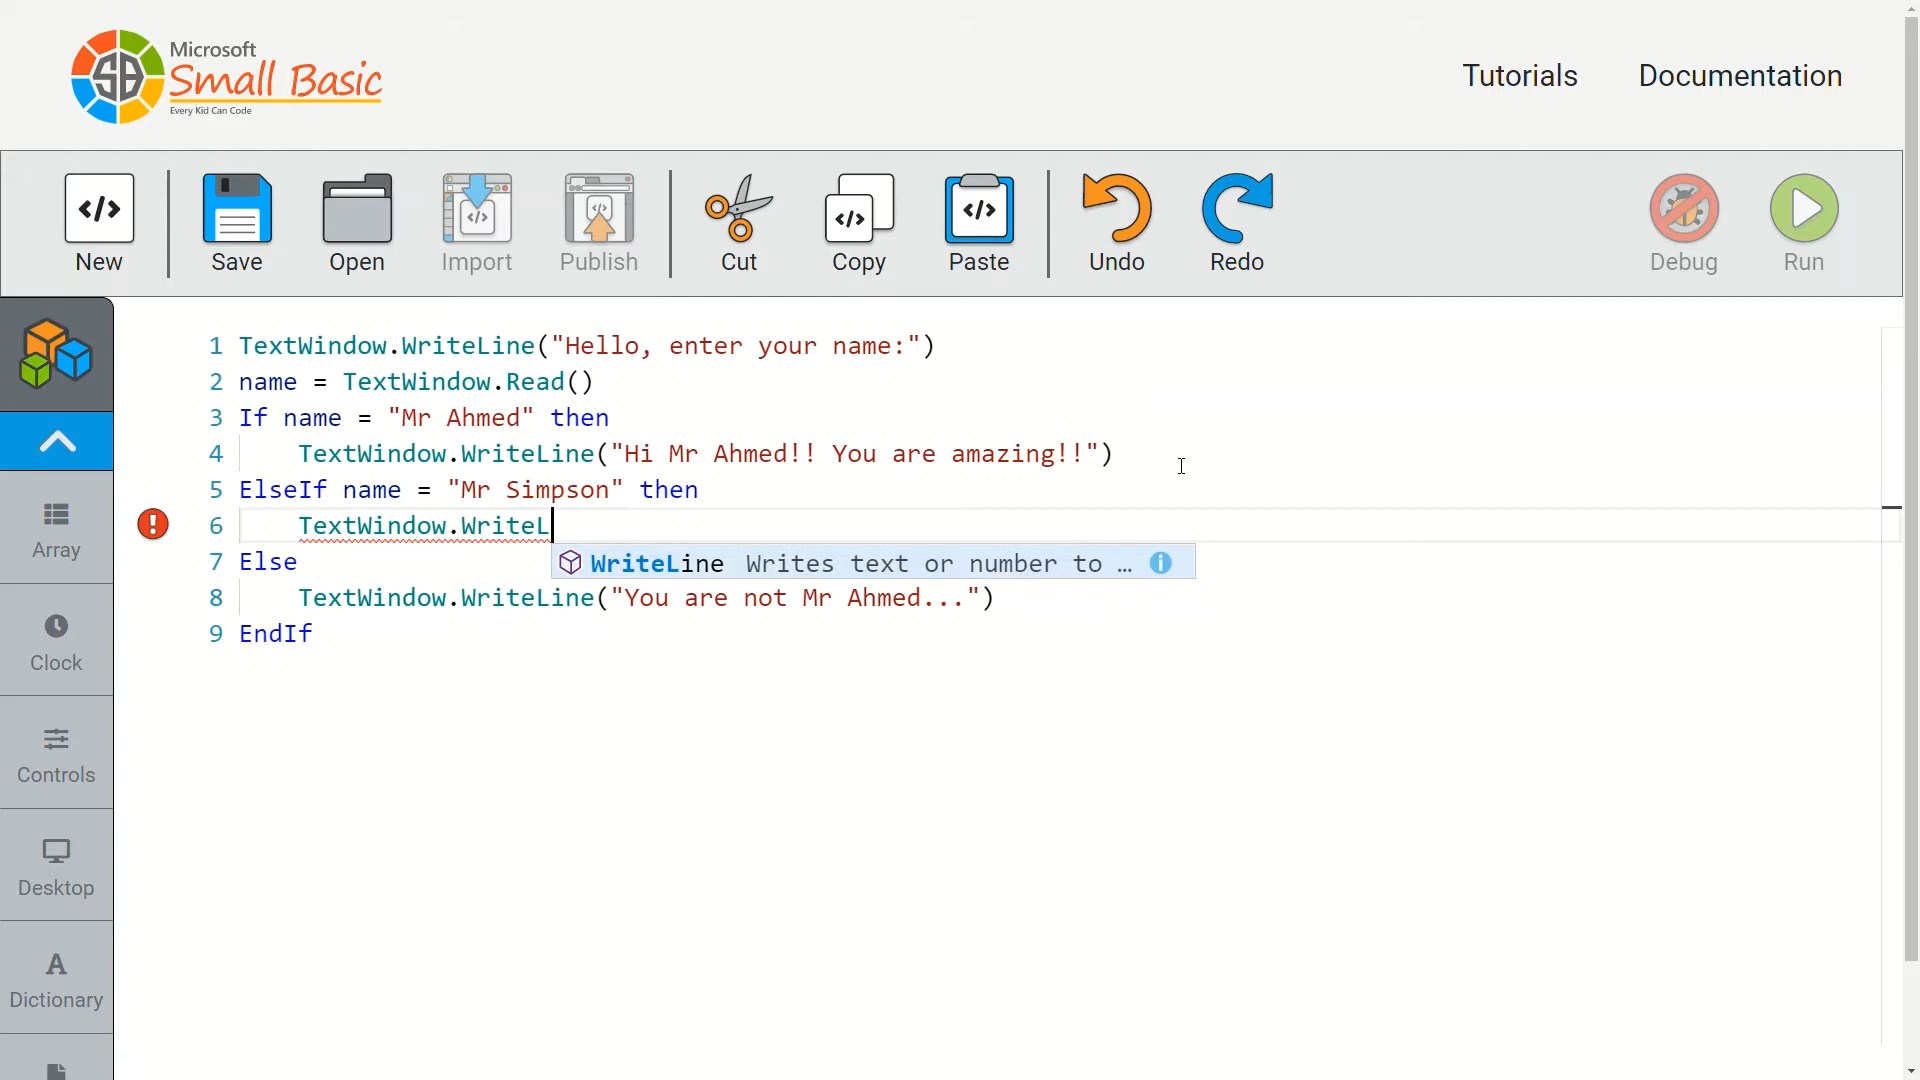 Microsoft
Small Basic
Every Kid Can Code
SB
Tutorials Documentation
</> </> </> </> </>
New Save Open Import Publish Cut Copy Paste Undo Redo Debug Run
1 TextWindow.WriteLine("Hello, enter your name:")
2 name = TextWindow.Read()
3 If name = "Mr Ahmed" then
4 TextWindow.WriteLine("Hi Mr Ahmed!! You are amazing!!")
5 ElseIf name = "Mr Simpson" then
6 TextWindow.WriteL
WriteLine Writes text or number to …
7 Else
8 TextWindow.WriteLine("You are not Mr Ahmed...")
9 EndIf
Array
Clock
Controls
Desktop
A
Dictionary